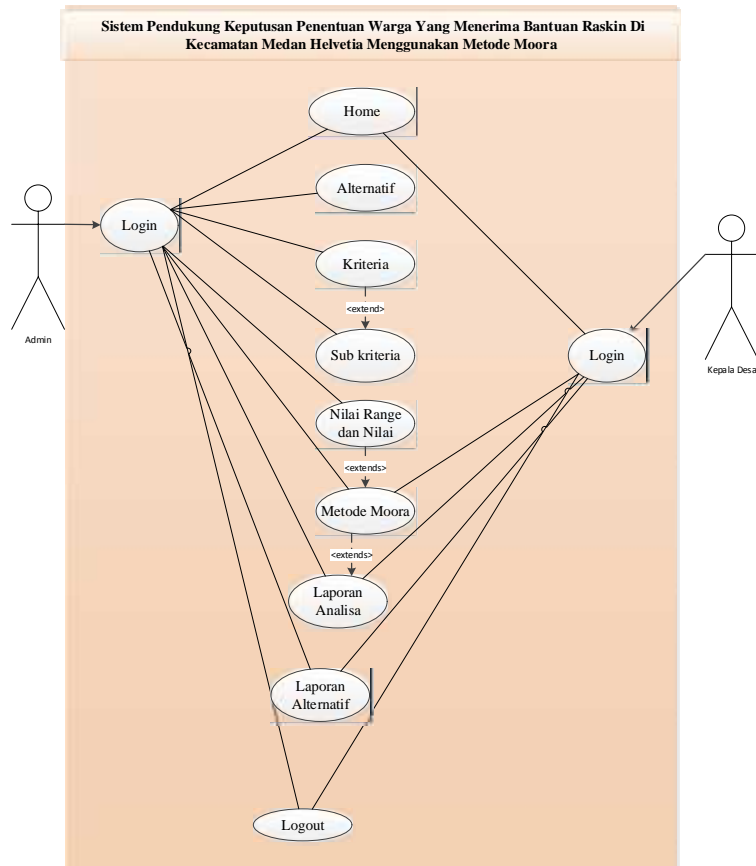 Sistem Pendukung Keputusan Penentuan Warga Yang Menerima Bantuan Raskin Di
Kecamatan Medan Helvetia Menggunakan Metode Moora
Home
Alternatif
Login
Kriteria
<extend>
Admin
Sub kriteria
Login
Kepala Desa
Nilai Range
dan Nilai
<extends>
Metode Moora
<extends>
Laporan
Analisa
Laporan
Alternatif
Logout